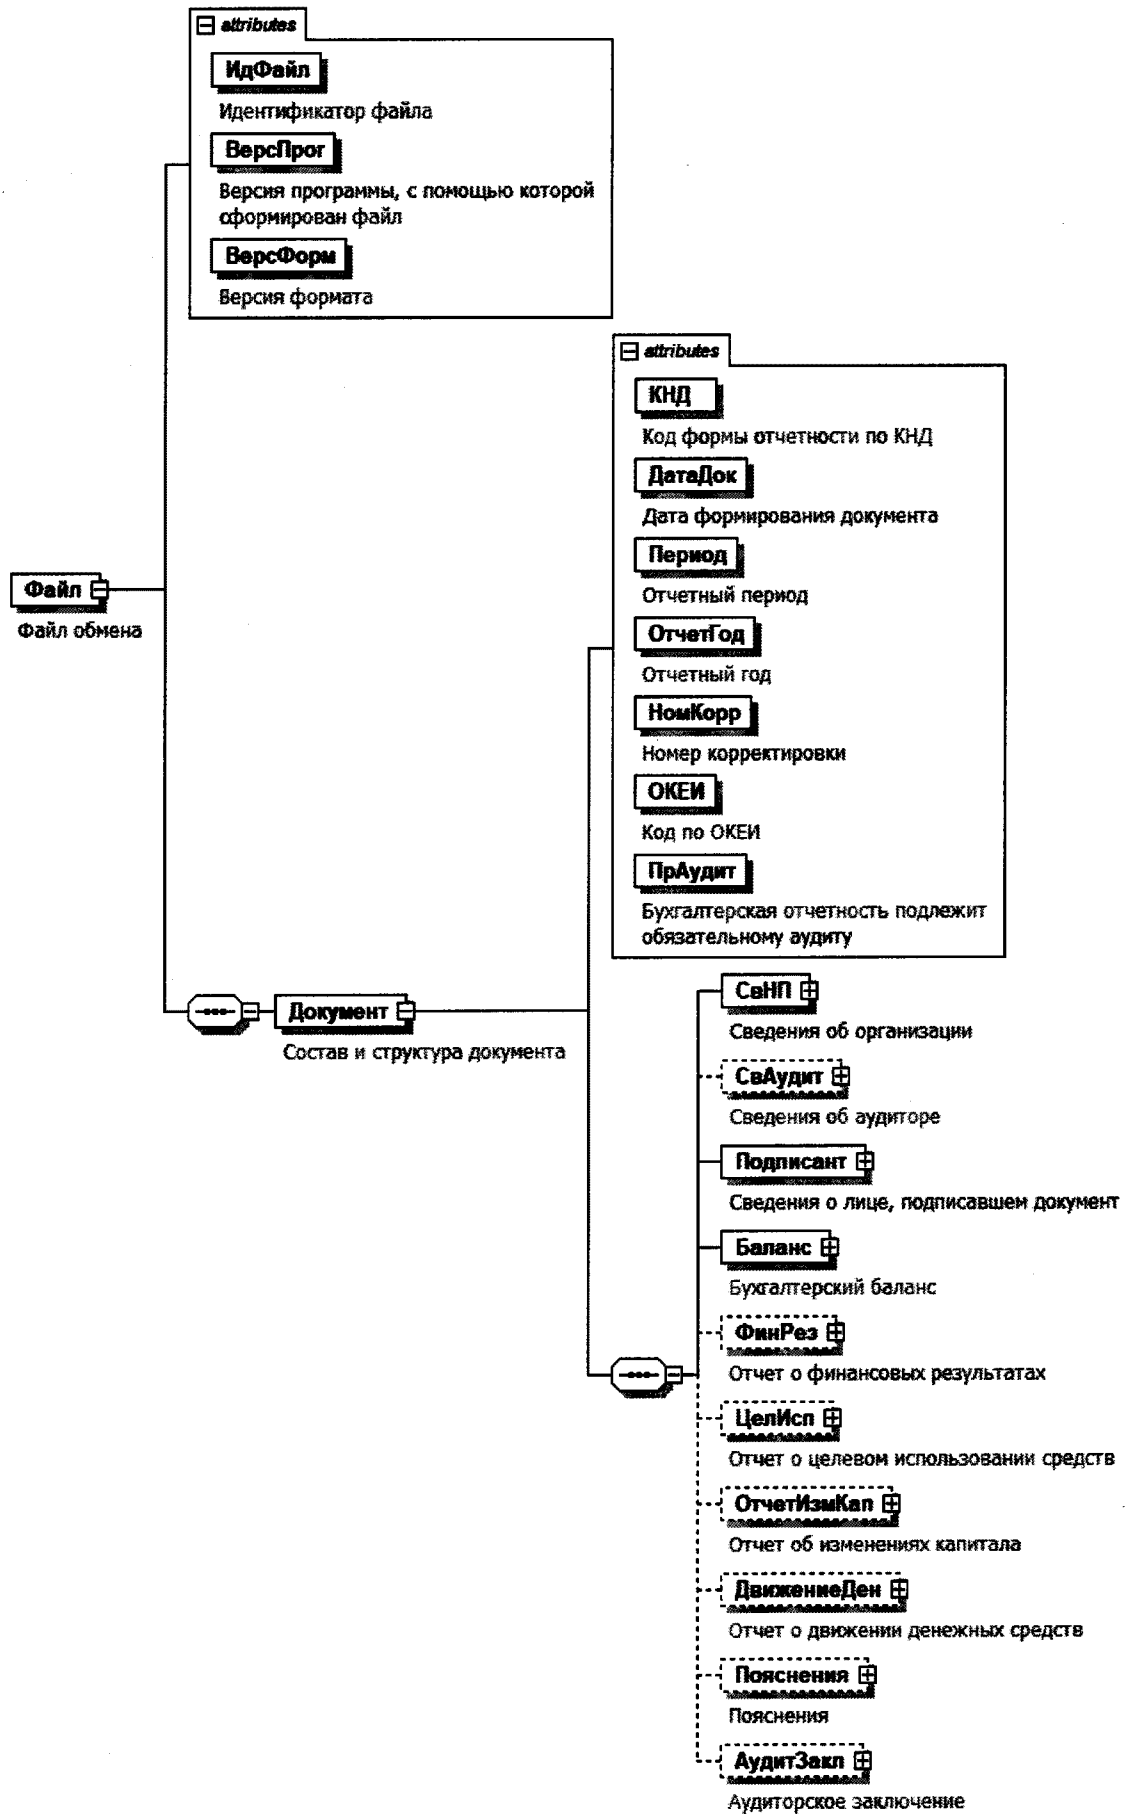 attributes
ИдФайл
Идентификатор файла
ВерсПрог
Версия программы, с помощью которой
сформирован файл
ВерсФорм
Версия формата
attributes
КНД
Код формы отчетности по КНД
ДатаДок
Дата формирования документа
Период
Отчетный период
ОтчетГод
Отчетный год
НомКорр
Номер корректировки
ОКЕИ
Код по ОКЕИ
ПрАудит
Бухгалтерская отчетность подлежит
обязательному аудиту
Файл
Файл обмена
Документ
Состав и структура документа
СвНП
Сведения об организации
СвАудит
Сведения об аудиторе
Подписант
Сведения о лице, подписавшем документ
Баланс
Бухгалтерский баланс
ФинРез
Отчет о финансовых результатах
ЦелИсп
Отчет о целевом использовании средств
ОтчетИзмКап
Отчет об изменениях капитала
ДвижениеДен
Отчет о движении денежных средств
Пояснения
Пояснения
АудитЗакл
Аудиторское заключение